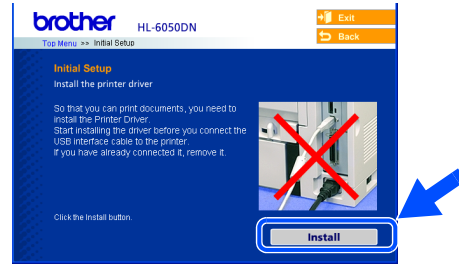 brother HL-6050DN
Exit
Back
Top Menu >> Initial Setup
Initial Setup
Install the printer driver
So that you can print documents, you need to
install the Printer Driver.
Start installing the driver before you connect the
USB interface cable to the printer.
If you have already connected it, remove it.
Click the Install button.
Install